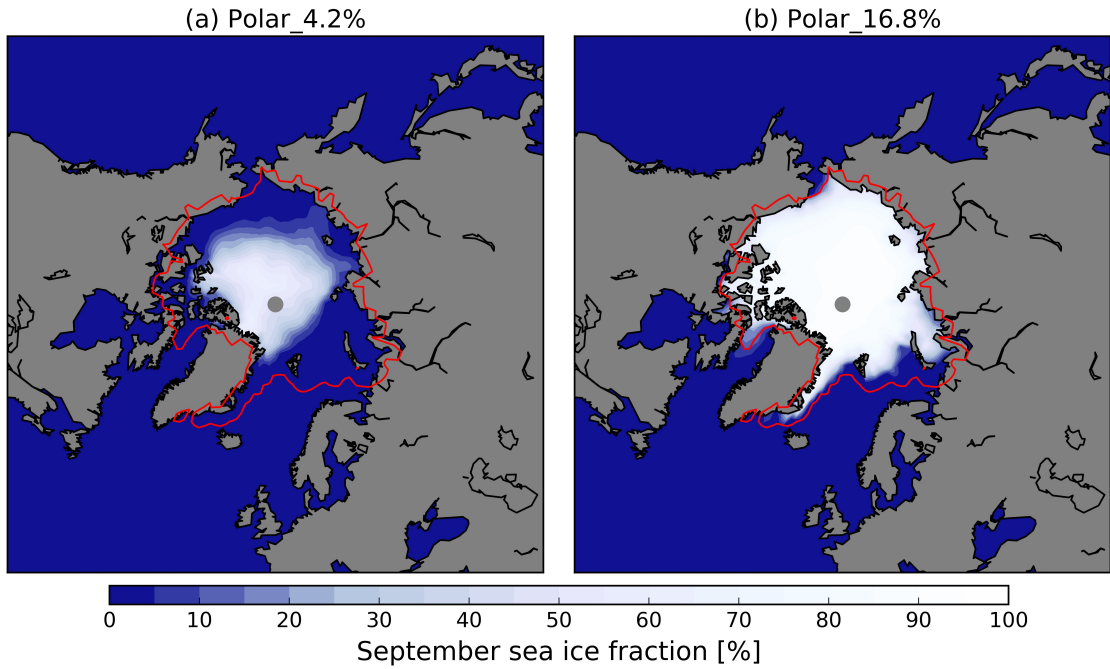 (a) Polar_4.2%
(b) Polar_16.8%
0 10 20 30 40 50 60 70 80 90 100
September sea ice fraction [%]